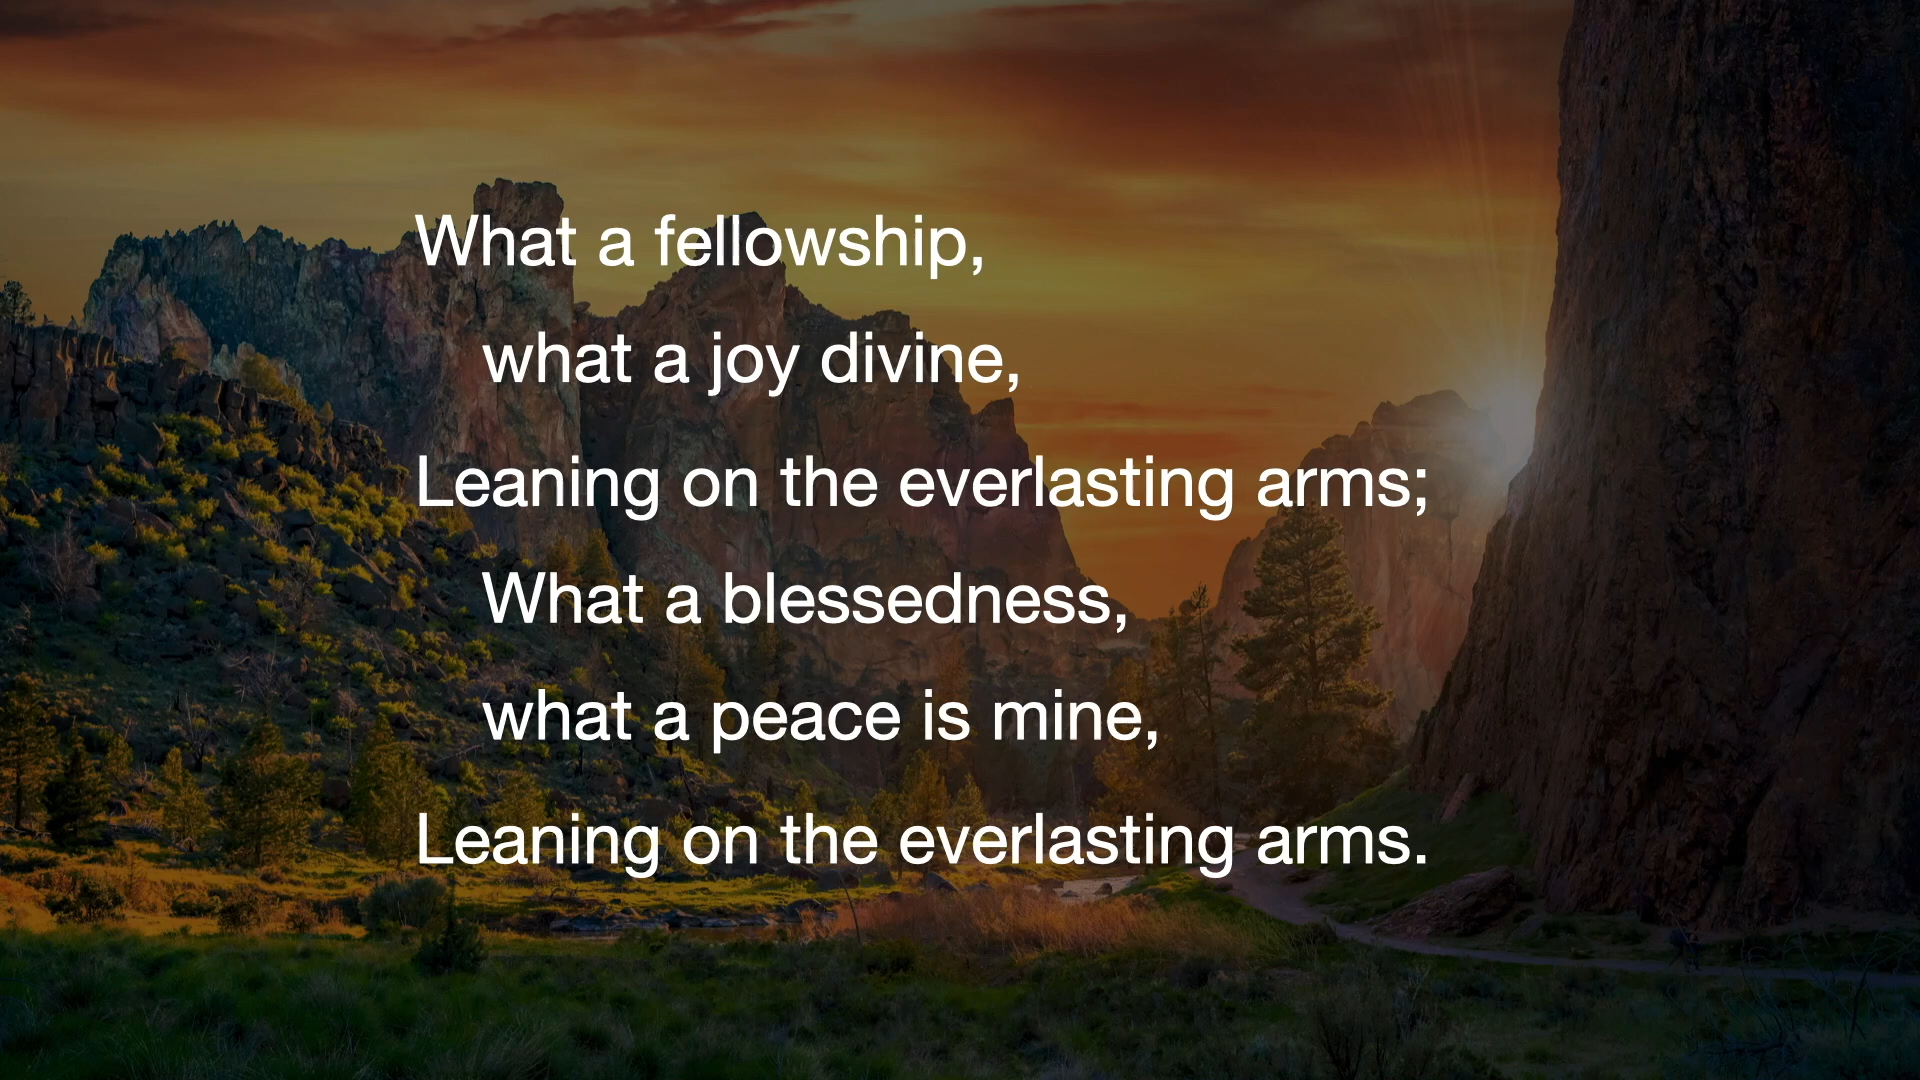 What a fellowship,
what a joy divine,
Leaning on the everlasting arms;
What a blessedness,
what a peace is mine,
Leaning on the everlasting arms.